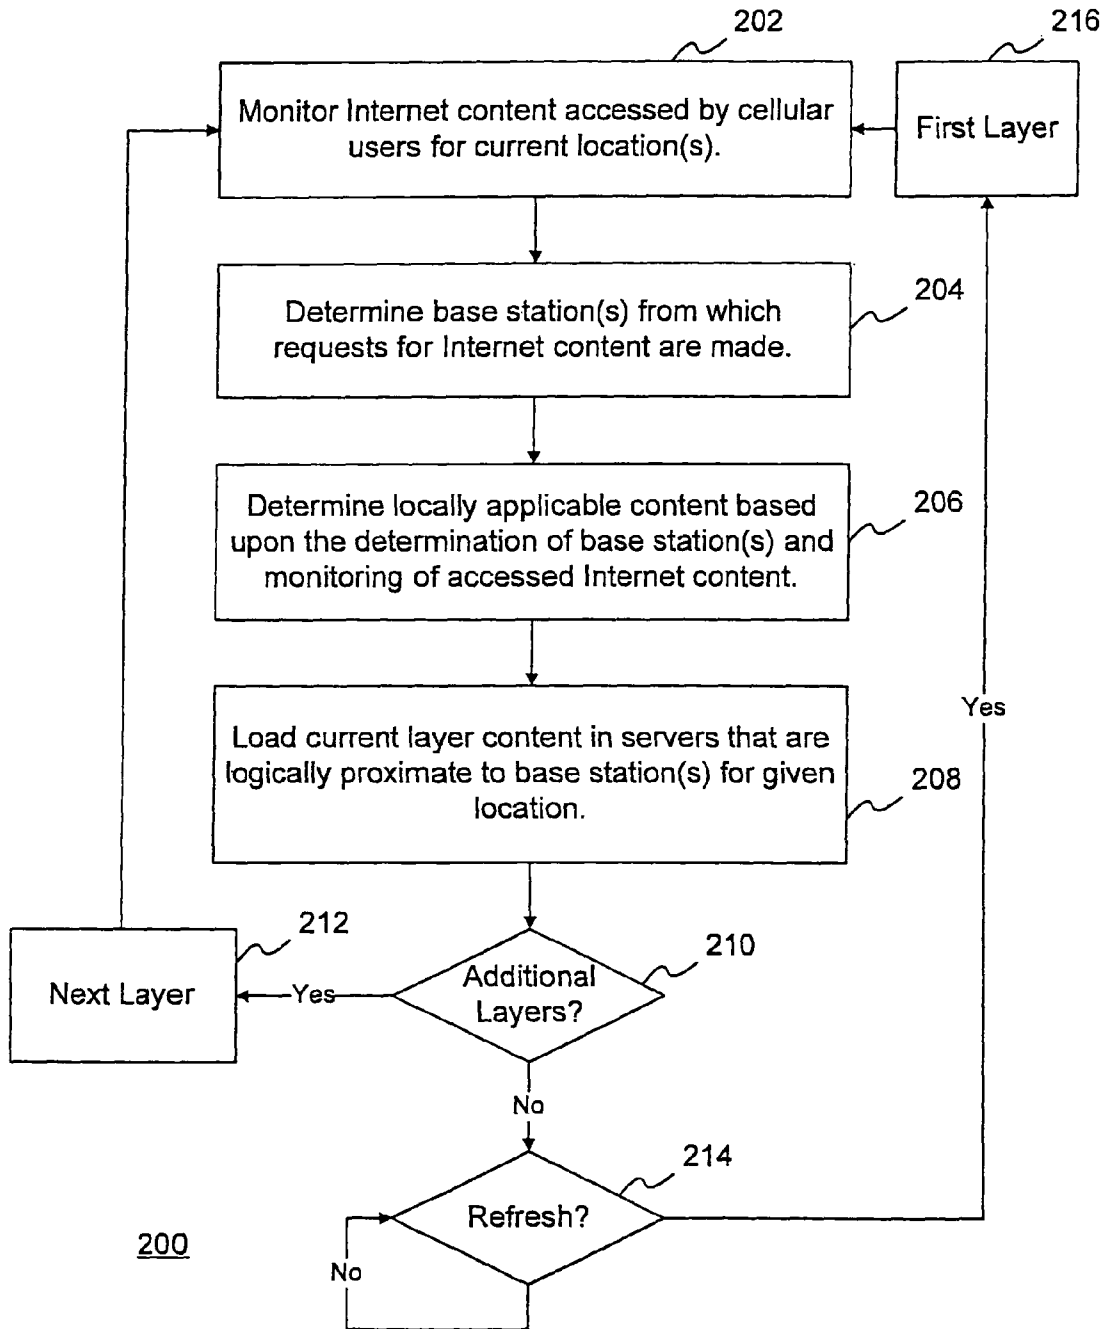 202
216
Monitor Internet content accessed by cellular
users for current location(s).
First Layer
204
Determine base station(s) from which
requests for Internet content are made.
206
Determine locally applicable content based
upon the determination of base station(s) and
monitoring of accessed Internet content.
Yes
Load current layer content in servers that are
logically proximate to base station(s) for given
location.
208
212
210
Next Layer
Yes
Additional
Layers?
No
214
Refresh?
200
No